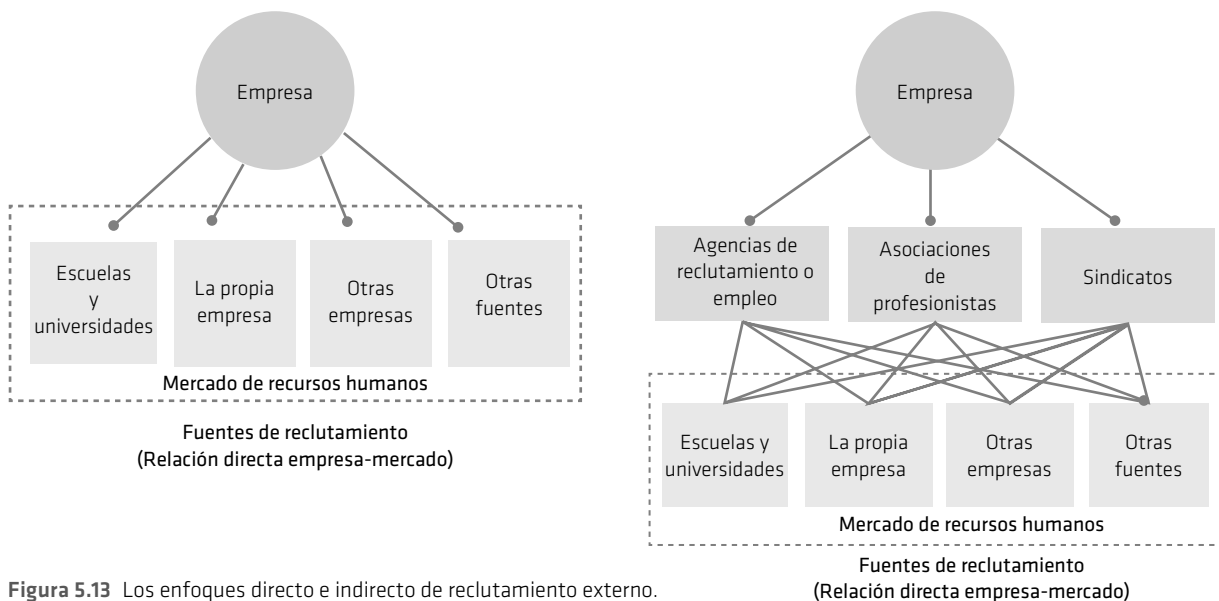 Empresa
Escuelas
y
universidades
La propia
empresa
Otras
empresas
Otras
fuentes
Mercado de recursos humanos
Fuentes de reclutamiento
(Relación directa empresa-mercado)
Empresa
Agencias de
reclutamiento o
empleo
Asociaciones
de
profesionistas
Sindicatos
Escuelas y
universidades
La propia
empresa
Otras
empresas
Otras
fuentes
Mercado de recursos humanos
Fuentes de reclutamiento
(Relación directa empresa-mercado)
Figura 5.13 Los enfoques directo e indirecto de reclutamiento externo.